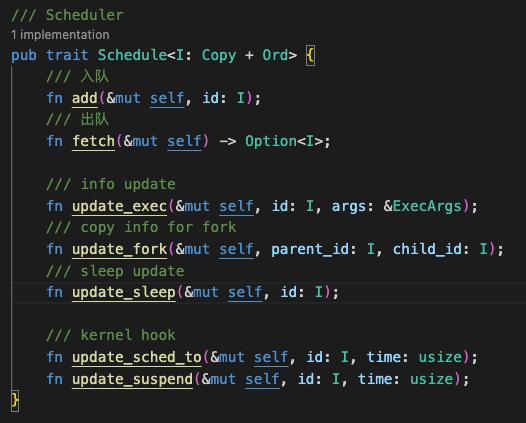 /// Scheduler
1 implementation
pub trait Schedule<I: Copy + Ord> {
/// 入队
fn add(&mut self, id: I);
/// 出队
fn fetch(&mut self) -> Option<I>;
/// info update
fn update_exec(&mut self, id: I, args: &ExecArgs);
/// copy info for fork
fn update_fork(&mut self, parent_id: I, child_id: I);
/// sleep update
fn update_sleep(&mut self, id: I);
/// kernel hook
fn update_sched_to(&mut self, id: I, time: usize);
fn update_suspend(&mut self, id: I, time: usize);
}